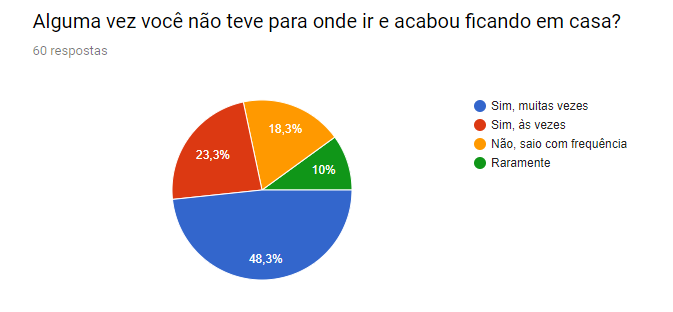 Alguma vez você não teve para onde ir e acabou ficando em casa?
60 respostas
18,3%
23,3%
10%
48,3%
Sim, muitas vezes
Sim, às vezes
Não, saio com frequência
Raramente